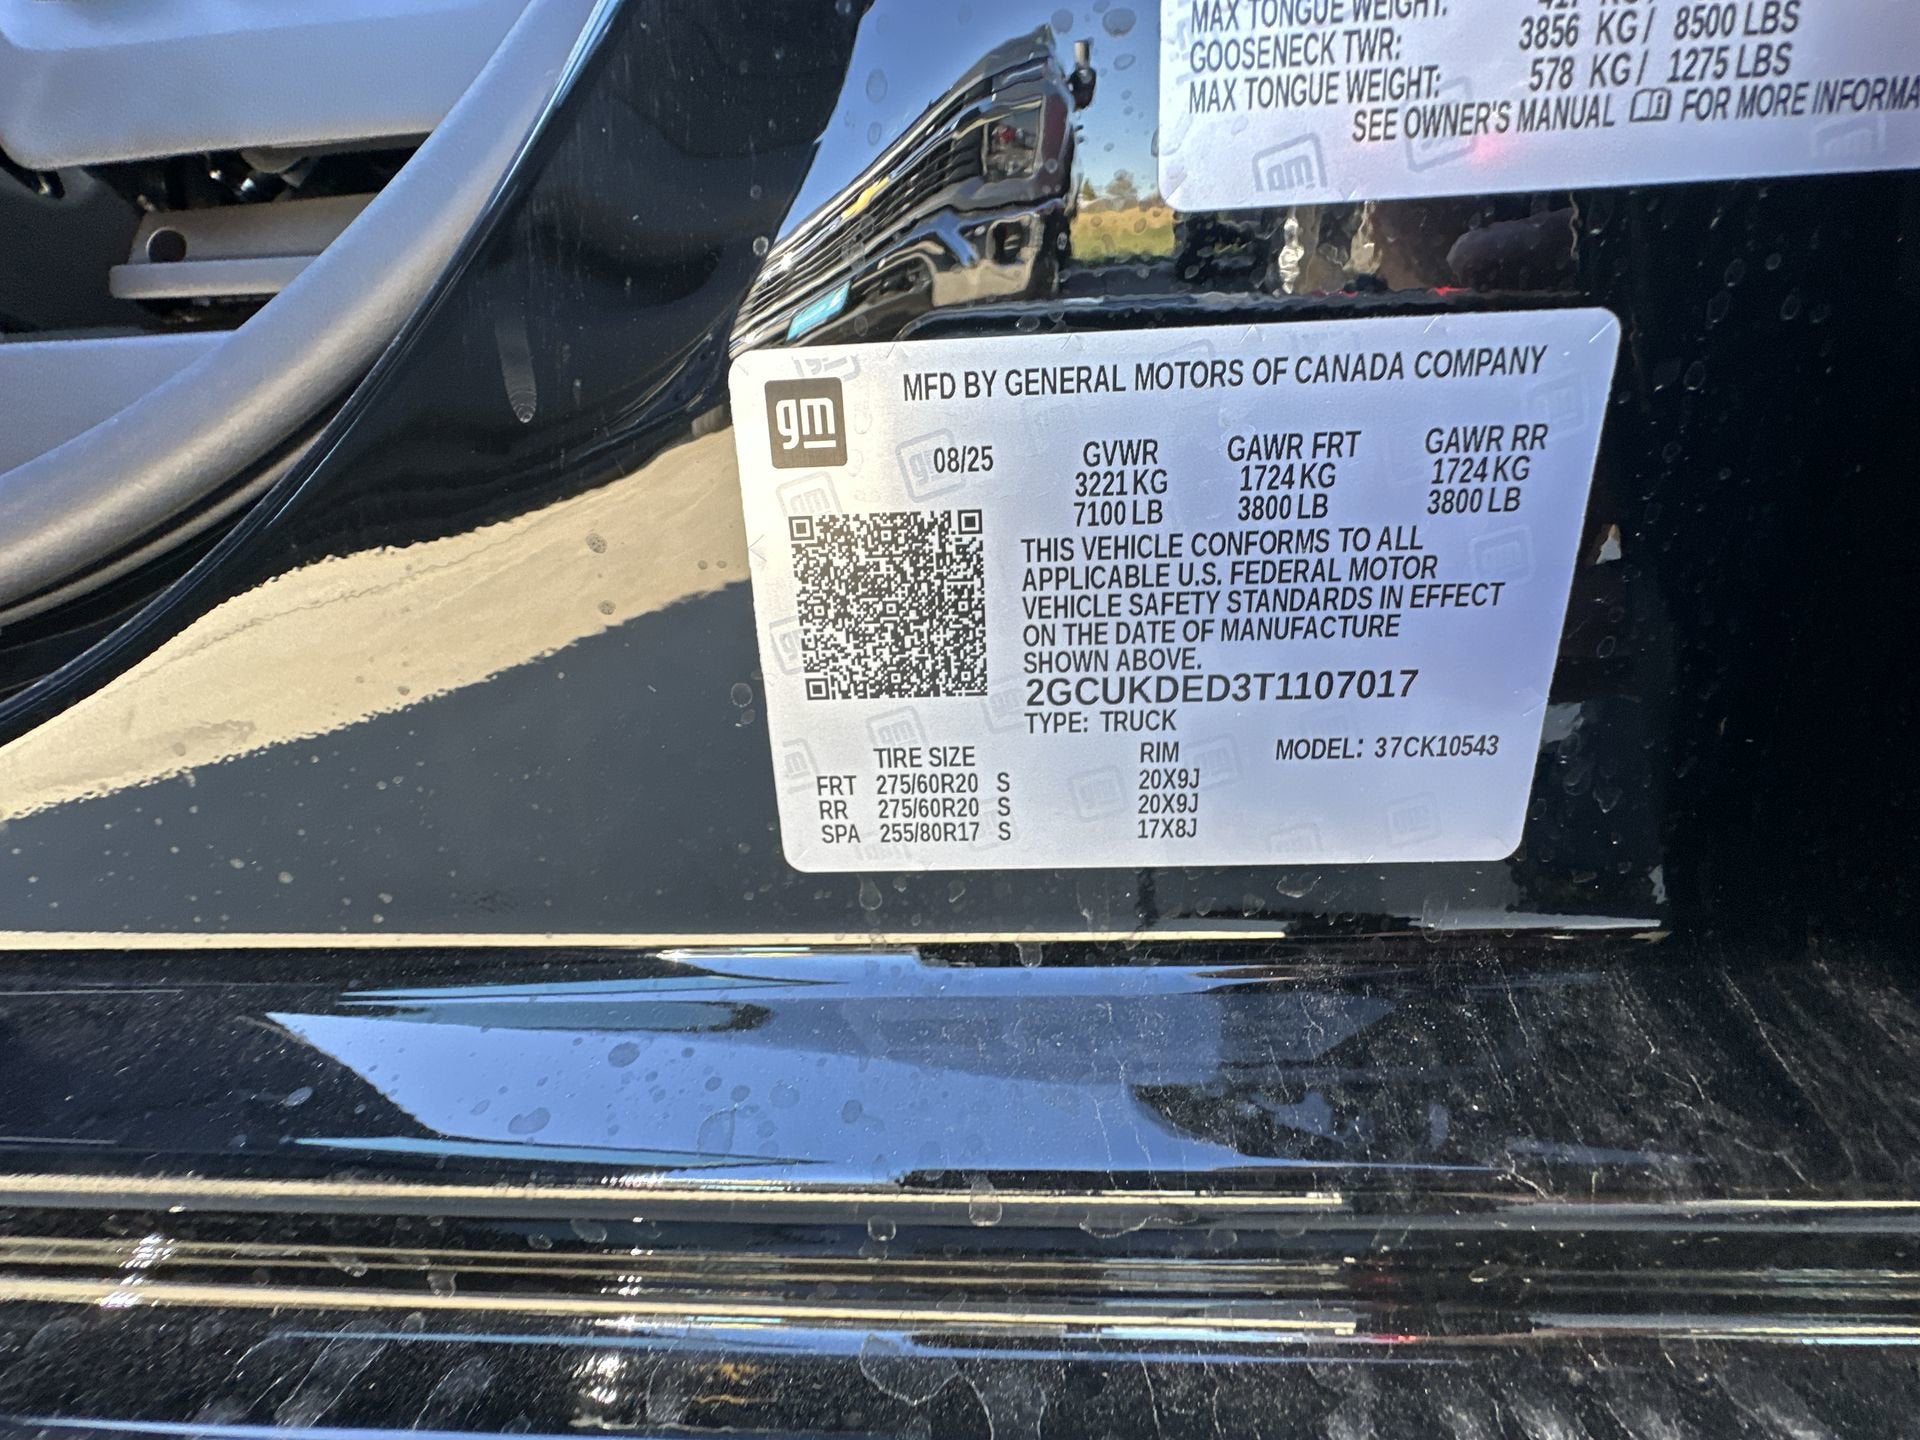 MAX TONGUE WEIGHT:
GOOSENECK TWR: 3856 KG / 8500 LBS
MAX TONGUE WEIGHT: 578 KG / 1275 LBS
SEE OWNER'S MANUAL FOR MORE INFORMA
gm
MFD BY GENERAL MOTORS OF CANADA COMPANY
08/25 GVWR GAWR FRT GAWR RR
3221 KG 1724 KG 1724 KG
7100 LB 3800 LB 3800 LB
THIS VEHICLE CONFORMS TO ALL
APPLICABLE U.S. FEDERAL MOTOR
VEHICLE SAFETY STANDARDS IN EFFECT
ON THE DATE OF MANUFACTURE
SHOWN ABOVE.
2GCUKDED3T1107017
TYPE: TRUCK
TIRE SIZE RIM MODEL: 37CK10543
FRT 275/60R20 S 20X9J
RR 275/60R20 S 20X9J
SPA 255/80R17 S 17X8J